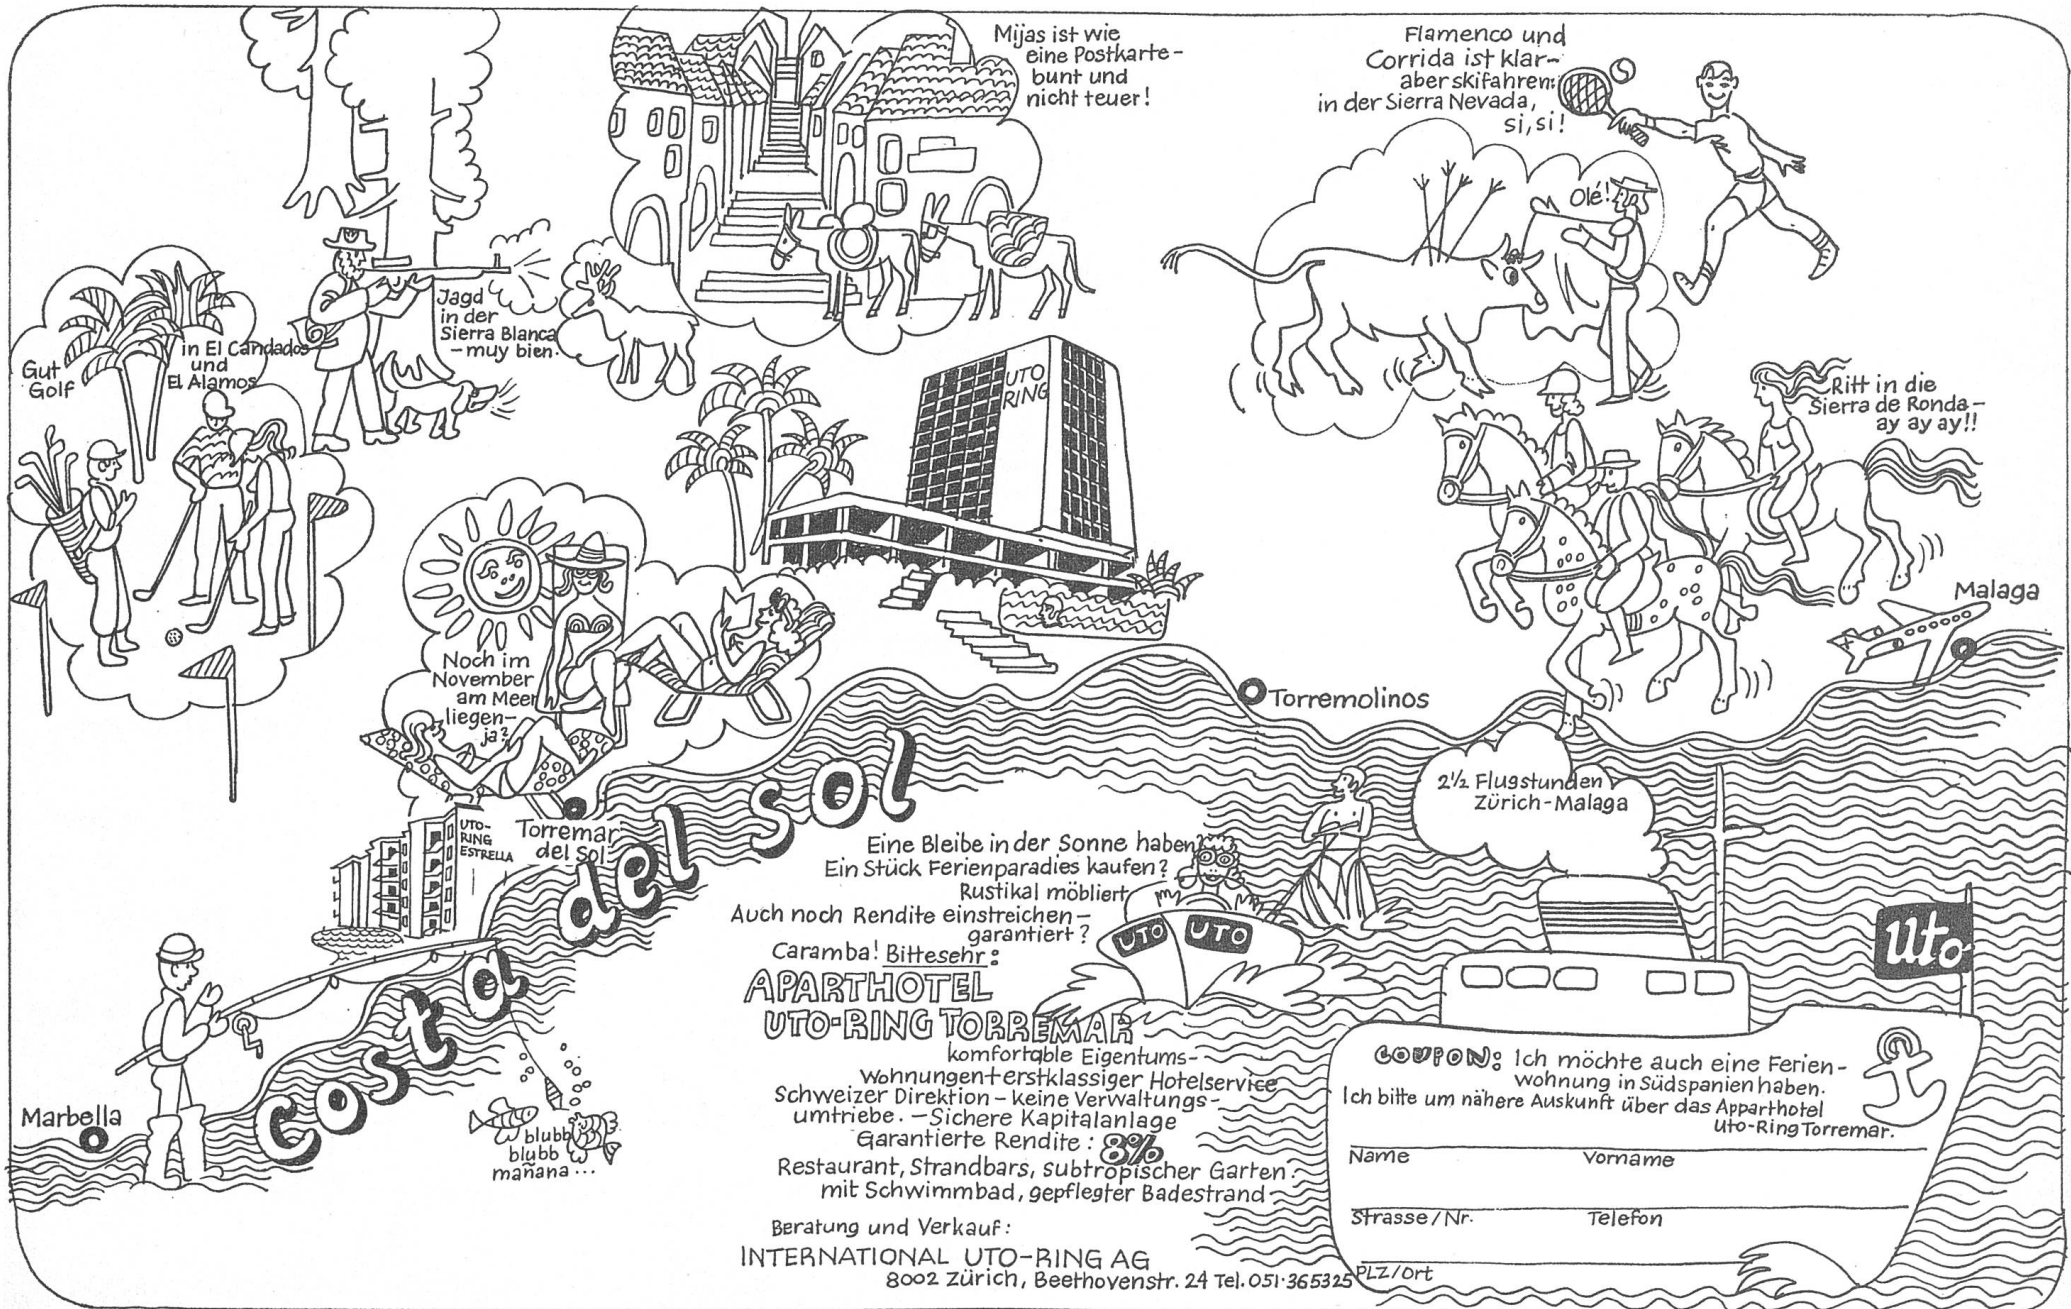 Mijas ist wie
eine Postkarte-
bunt und
nicht teuer!
Flamenco und
Corrida ist klar-
aber skifahren:
in der Sierra Nevada,
si, si!
Olé!
Jagd
in der
Sierra Blanca
- muy bien.
Gut
Golf
in El Candados
und
El Alamos
UTO
RING
Ritt in die
Sierra de Ronda-
ay ay ay!!
Malaga
Noch im
November
am Meer
liegen-
ja?
Torremolinos
2½ Flugstunden
Zürich-Malaga
UTO-
RING
ESTRELLA
Torremar
del Sol
Costa del sol
Eine Bleibe in der Sonne haben?
Ein Stück Ferienparadies kaufen?
Rustikal möbliert
Auch noch Rendite einstreichen-
garantiert?
Caramba! Bittesehr:
APARTHOTEL
UTO-RING TORREMAR
komfortable Eigentums-
Wohnungen+erstklassiger Hotelservice
Schweizer Direktion-keine Verwaltungs-
umtriebe.-Sichere Kapitalanlage
Garantierte Rendite: 8%
Restaurant, Strandbars, subtropischer Garten
mit Schwimmbad, gepflegter Badestrand
Beratung und Verkauf:
INTERNATIONAL UTO-RING AG
8002 Zürich, Beethovenstr. 24 Tel. 051·365325
UTO UTO
uto
Marbella
blubb
blubb
mañana...
COUPON: Ich möchte auch eine Ferien-
wohnung in Südspanien haben.
Ich bitte um nähere Auskunft über das Apparthotel
Uto-Ring Torremar.
Name Vorname
Strasse/Nr. Telefon
PLZ/Ort